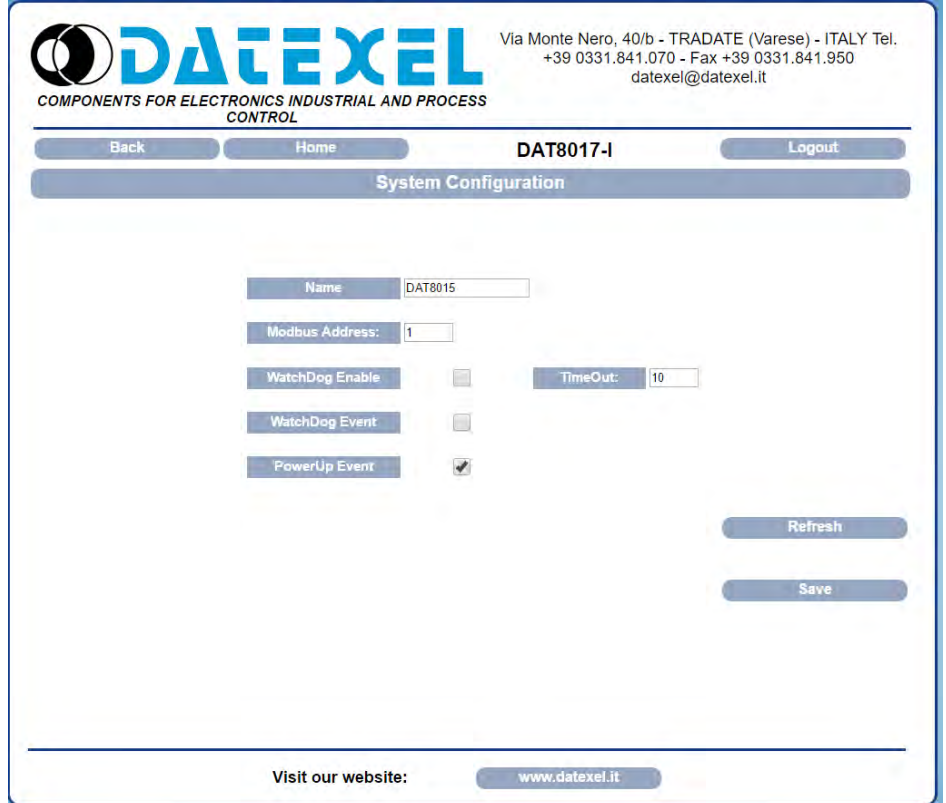 DATEXEL
COMPONENTS FOR ELECTRONICS INDUSTRIAL AND PROCESS
CONTROL
Via Monte Nero, 40/b - TRADATE (Varese) - ITALY Tel.
+39 0331.841.070 - Fax +39 0331.841.950
datexel@datexel.it
Back Home DAT8017-I Logout
System Configuration
Name DAT8015
Modbus Address: 1
WatchDog Enable TimeOut: 10
WatchDog Event
PowerUp Event
Refresh
Save
Visit our website: www.datexel.it